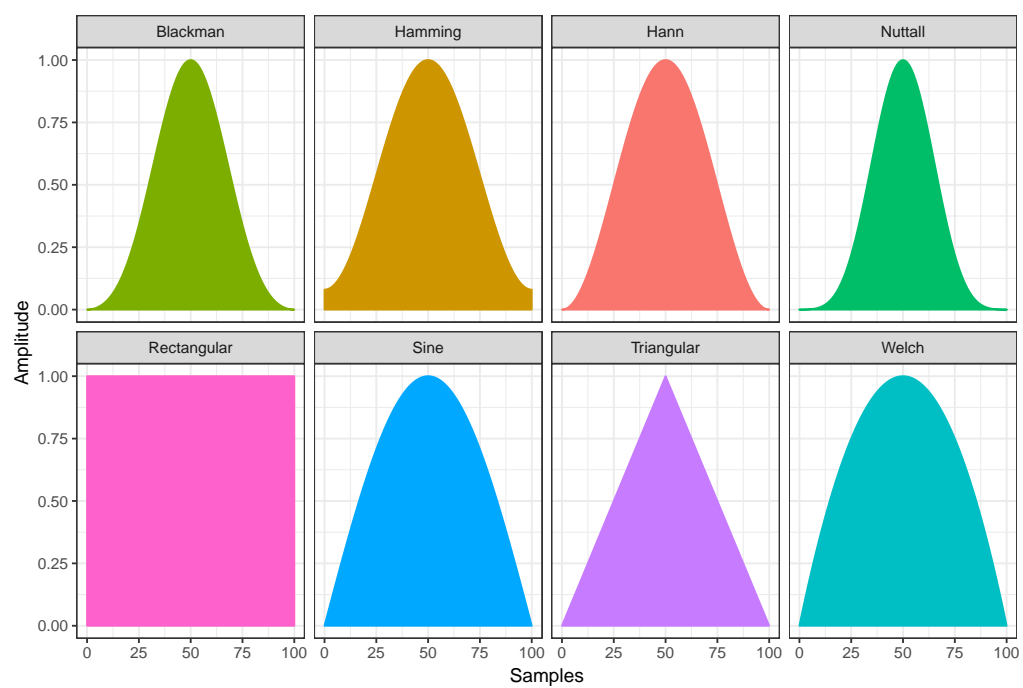 Blackman Hamming Hann Nuttall
1.00
0.75
0.50
0.25
0.00
Amplitude
Rectangular Sine Triangular Welch
1.00
0.75
0.50
0.25
0.00
0 25 50 75 100 0 25 50 75 100 0 25 50 75 100 0 25 50 75 100
Samples